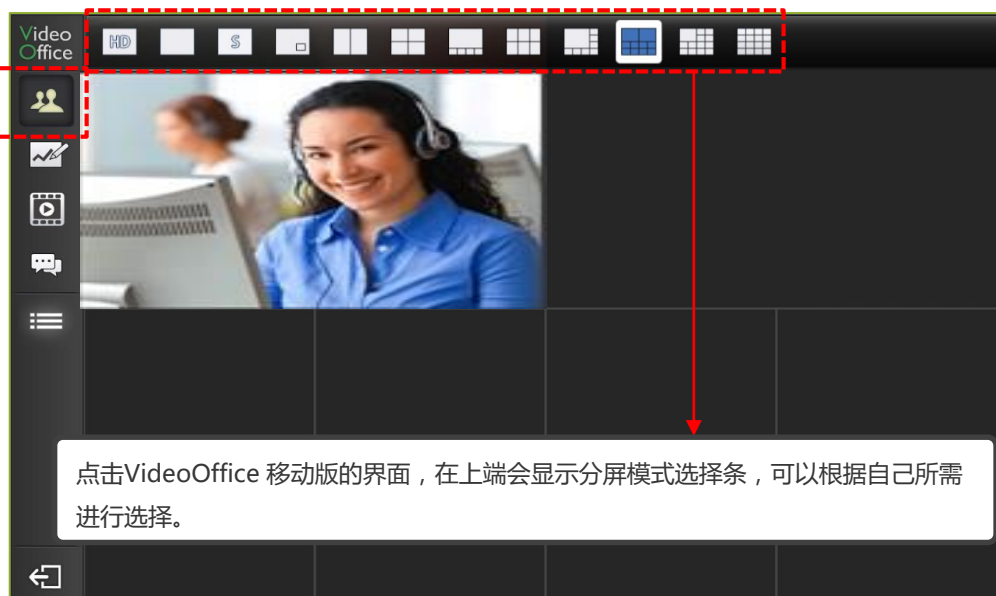 Video
Office
HD
S
点击VideoOffice 移动版的界面，在上端会显示分屏模式选择条，可以根据自己所需
进行选择。